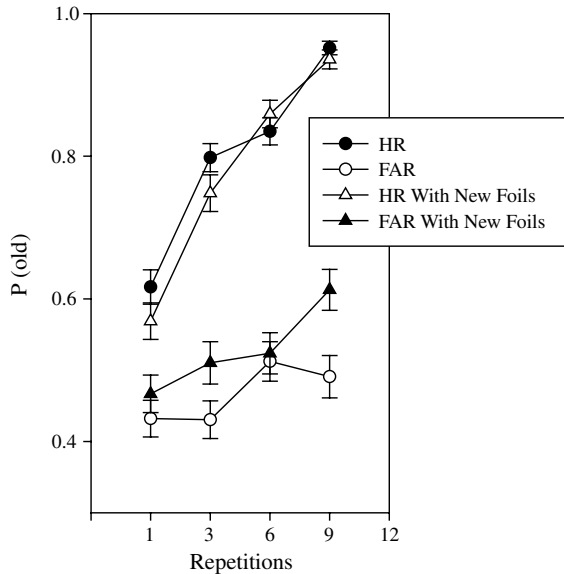 1.0
0.8
0.6
0.4
P (old)
HR
FAR
HR With New Foils
FAR With New Foils
1 3 6 9 12
Repetitions